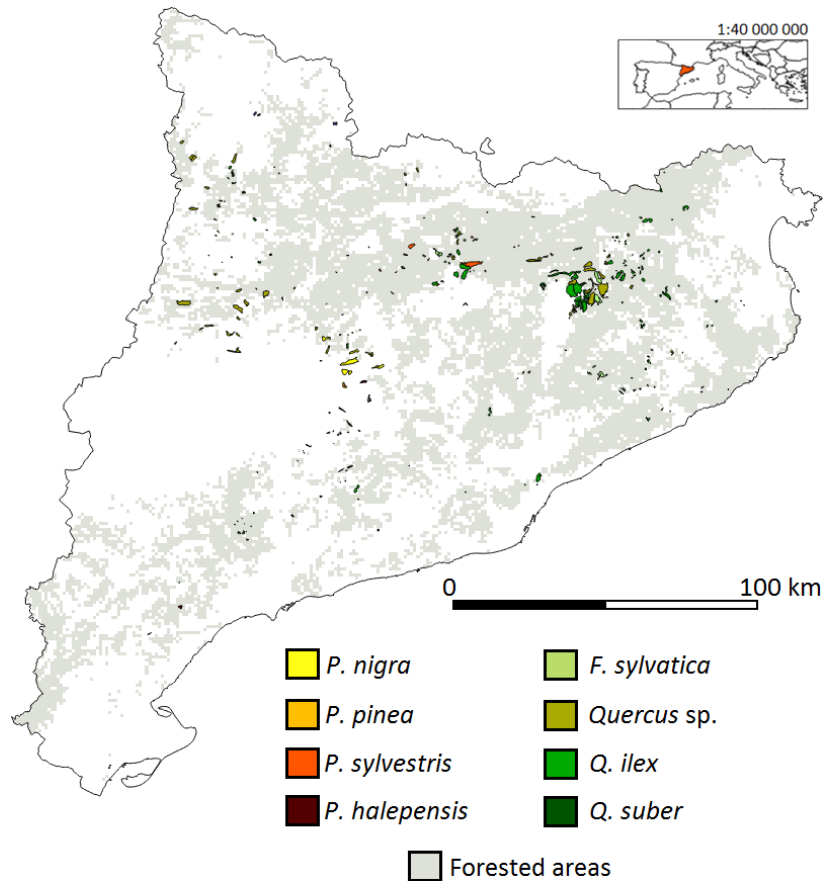 1:40 000 000
0 100 km
P. nigra
P. pinea
P. sylvestris
P. halepensis
F. sylvatica
Quercus sp.
Q. ilex
Q. suber
Forested areas